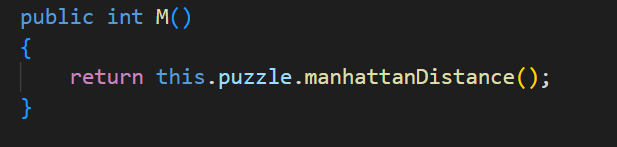 public int M()
{
    return this.puzzle.manhattanDistance();
}